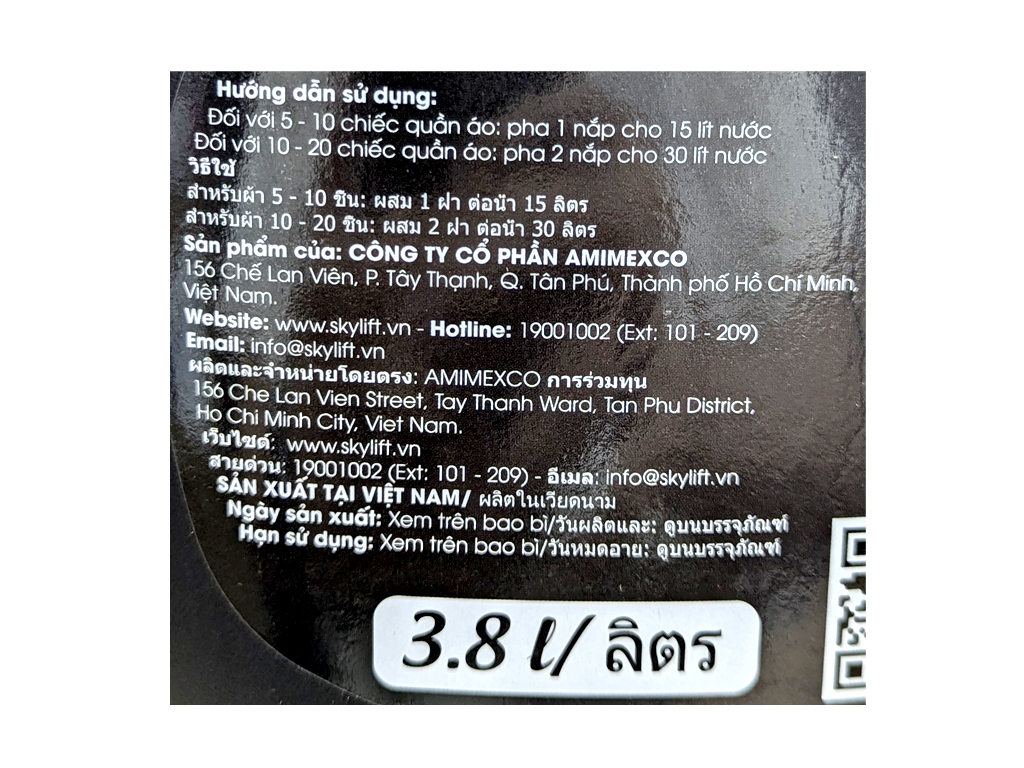 Hướng dẫn sử dụng:
Đối với 5 - 10 chiếc quần áo: pha 1 nắp cho 15 lít nước
Đối với 10 - 20 chiếc quần áo: pha 2 nắp cho 30 lít nước
วิธีใช้
สำหรับผ้า 5 - 10 ชิน: ผสม 1 ฝา ต่อน้ำ 15 ลิตร
สำหรับผ้า 10 - 20 ชิน: ผสม 2 ฝา ต่อน้ำ 30 ลิตร
Sản phẩm của: CÔNG TY CỔ PHẦN AMIMEXCO
156 Chế Lan Viên, P. Tây Thạnh, Q. Tân Phú, Thành phố Hồ Chí Minh,
Việt Nam.
Website: www.skylift.vn - Hotline: 19001002 (Ext: 101 - 209)
Email: info@skylift.vn
ผลิตและจำหน่ายโดยตรง: AMIMEXCO การร่วมทุน
156 Che Lan Vien Street, Tay Thanh Ward, Tan Phu District,
Ho Chi Minh City, Viet Nam.
เว็บไซต์: www.skylift.vn
สายด่วน: 19001002 (Ext: 101 - 209) - อีเมล: info@skylift.vn
SẢN XUẤT TẠI VIỆT NAM/ ผลิตในเวียดนาม
Ngày sản xuất: Xem trên bao bì/วันผลิตและ: ดูบนบรรจุภัณฑ์
Hạn sử dụng: Xem trên bao bì/วันหมดอาย: ดูบนบรรจุภัณฑ์
3.8 ℓ/ ลิตร